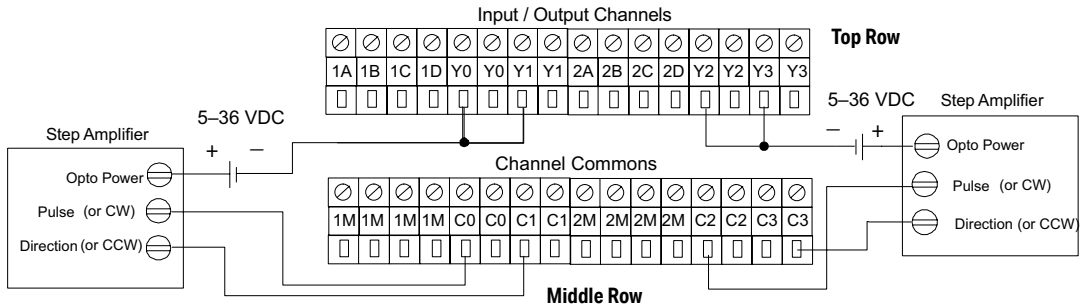 Input / Output Channels
Top Row
1A 1B 1C 1D Y0 Y0 Y1 Y1 2A 2B 2C 2D Y2 Y2 Y3 Y3
5–36 VDC
5–36 VDC
Step Amplifier
Step Amplifier
+ –
– +
Opto Power
Opto Power
Channel Commons
Pulse (or CW)
Pulse (or CW)
1M 1M 1M 1M C0 C0 C1 C1 2M 2M 2M 2M C2 C2 C3 C3
Direction (or CCW)
Direction (or CCW)
Middle Row